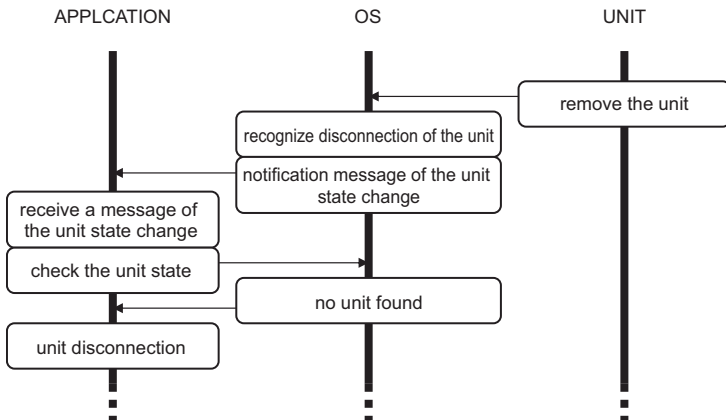 APPLCATION
OS
UNIT
remove the unit
recognize disconnection of the unit
notification message of the unit
state change
receive a message of
the unit state change
check the unit state
no unit found
unit disconnection